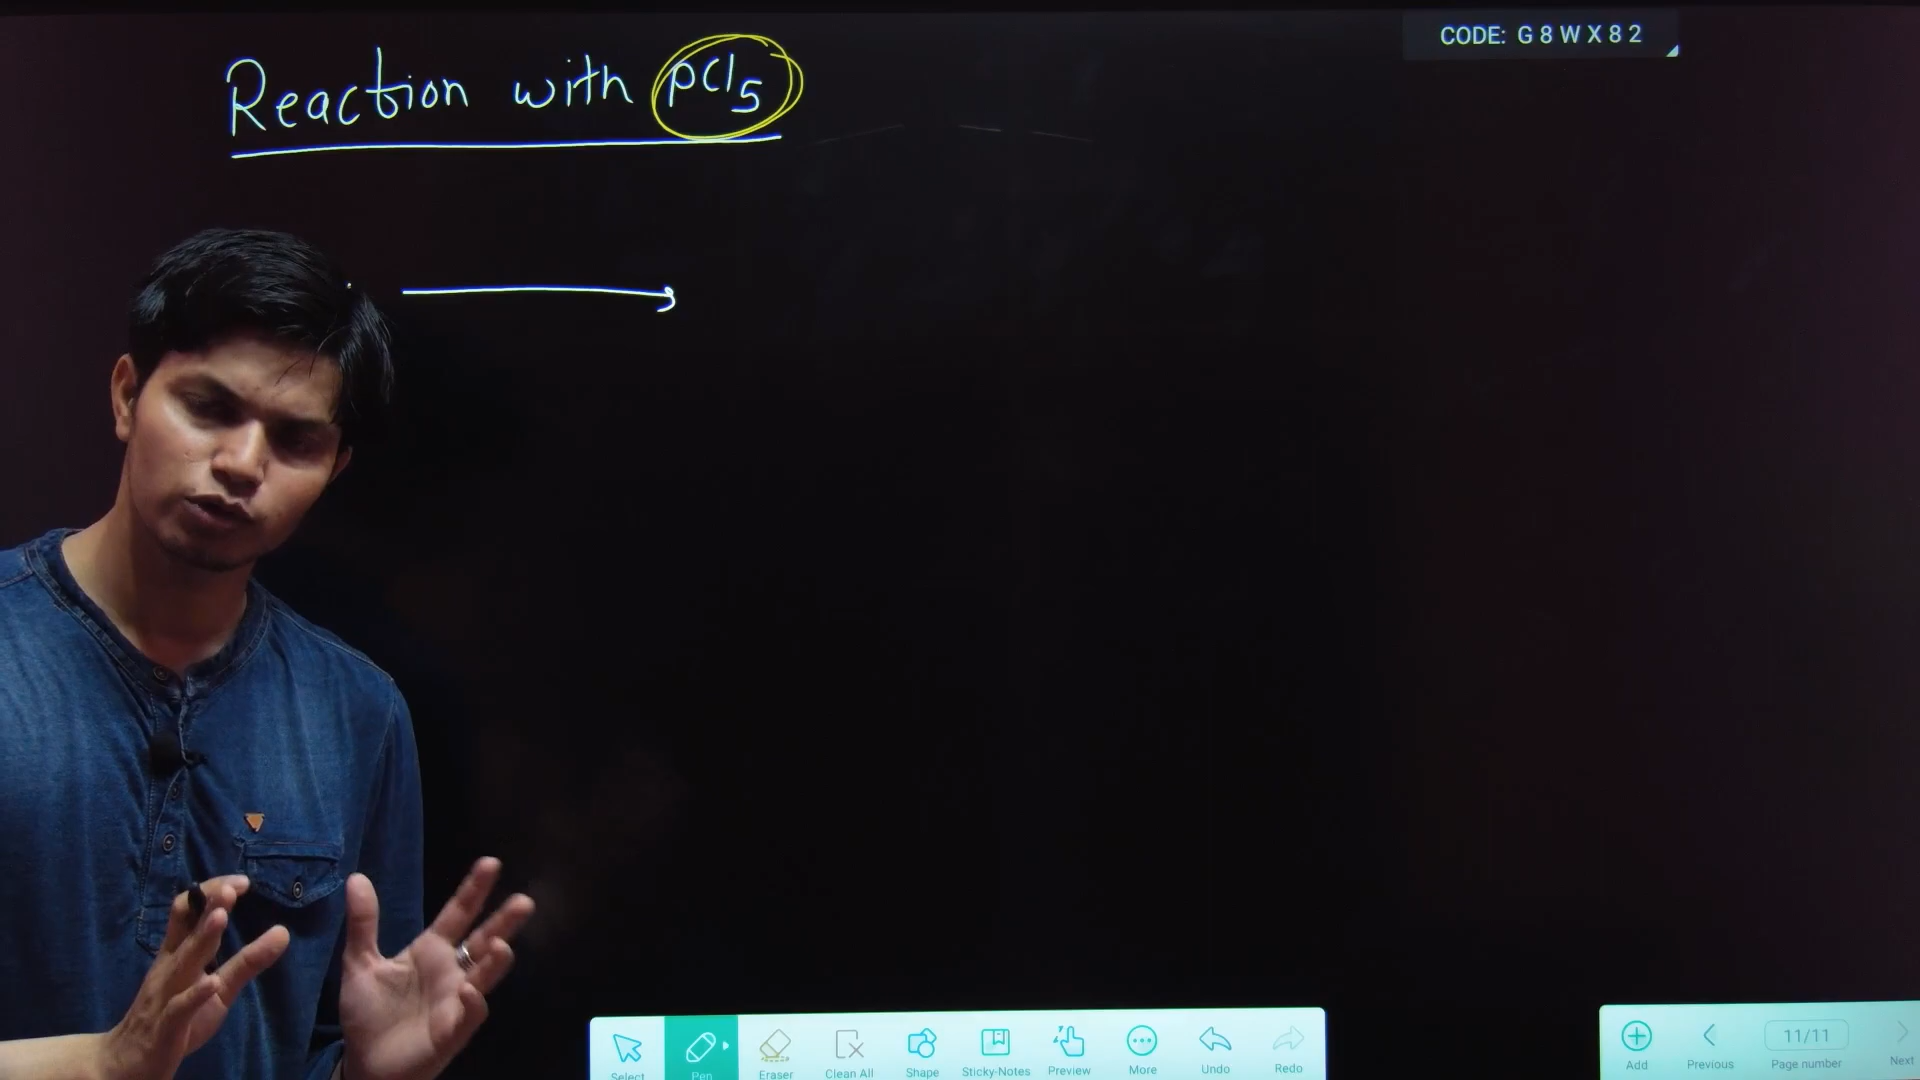 Reaction with pCl5
CODE: G8WX82
Select
Pen
Eraser
Clean All
Shape
Sticky-Notes
Preview
More
Undo
Redo
Add
Previous
11/11
Page number
Next